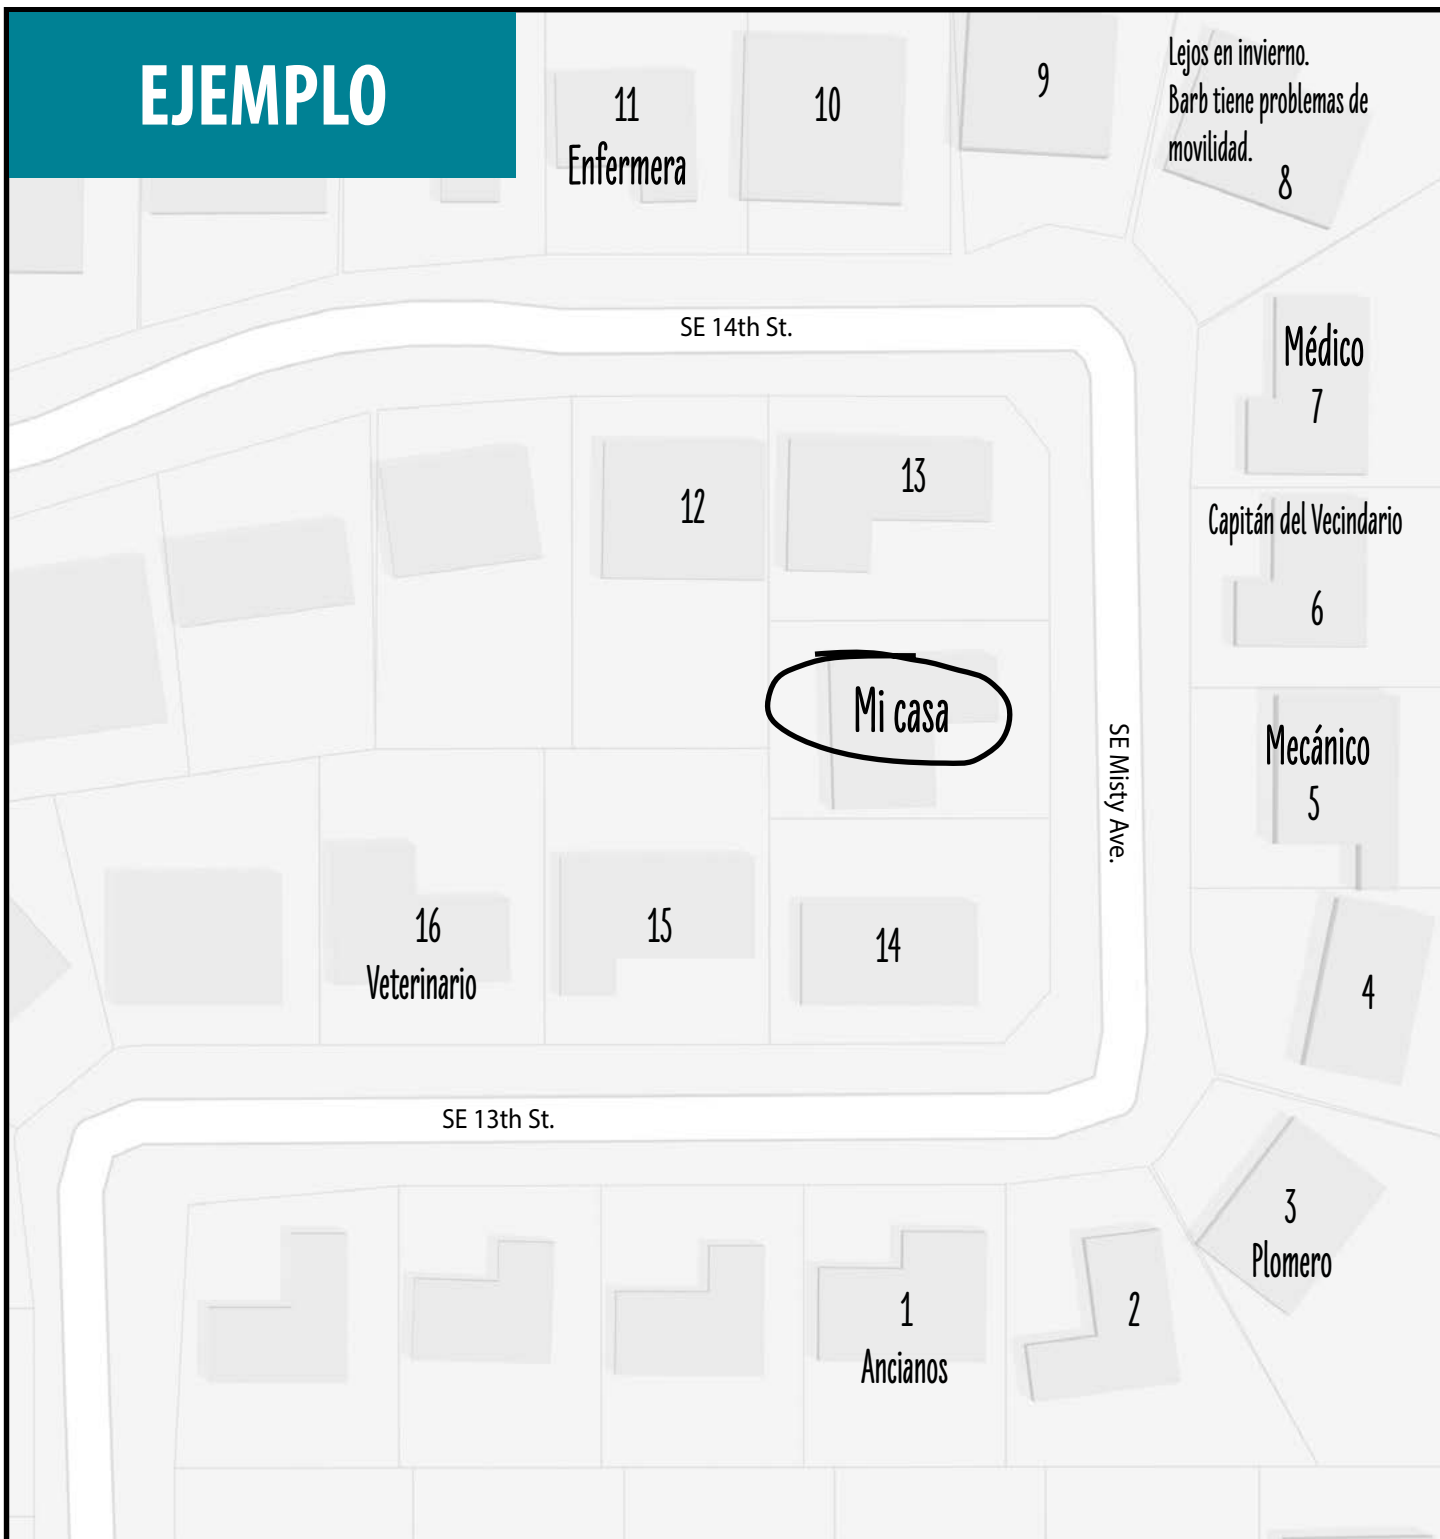 EJEMPLO
11
Enfermera
10
9
Lejos en invierno.
Barb tiene problemas de
movilidad.
8
SE 14th St.
Médico
7
12
13
Capitán del Vecindario
6
Mi casa
SE Misty Ave.
Mecánico
5
16
Veterinario
15
14
4
SE 13th St.
3
Plomero
1
Ancianos
2